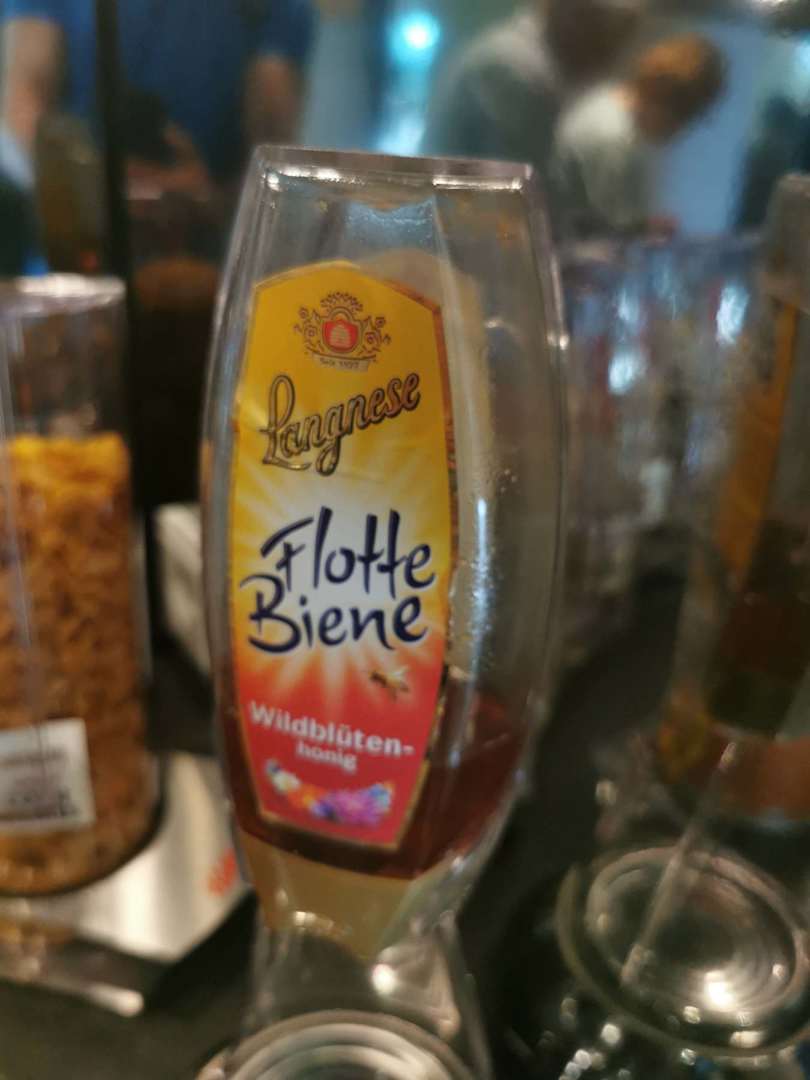 Langnese
Flotte
Biene
Wildblüten-
honig